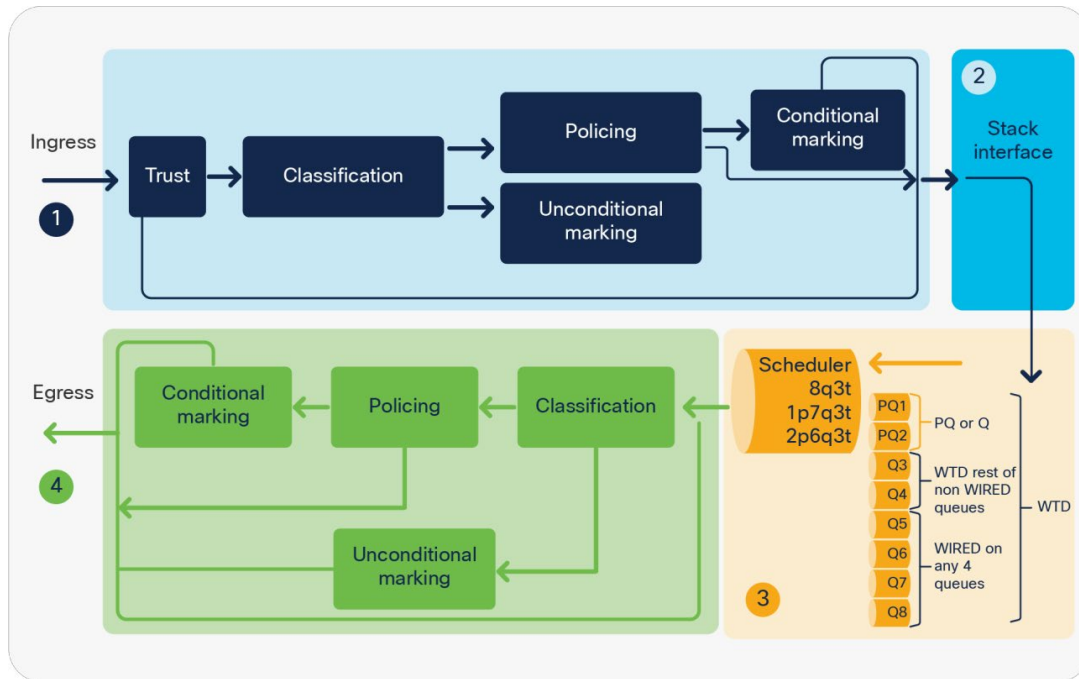 Ingress
1
Trust
Classification
Policing
Conditional
marking
Unconditional
marking
2
Stack
interface
Egress
4
Conditional
marking
Policing
Classification
Unconditional
marking
Scheduler
8q3t
1p7q3t
2p6q3t
PQ1
PQ2
Q3
Q4
Q5
Q6
Q7
Q8
PQ or Q
WTD rest of
non WIRED
queues
WIRED on
any 4
queues
WTD
3